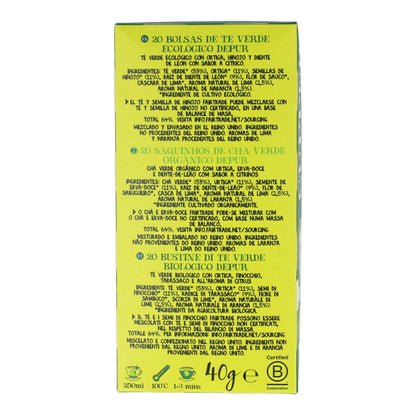 20 BOLSAS DE TÉ VERDE
ECOLÓGICO DEPUR
TÉ VERDE ECOLÓGICO CON ORTIGA, HINOJO Y DIENTE
DE LEÓN CON SABOR A CÍTRICO
INGREDIENTES: TÉ VERDE* (53%), ORTIGA* (11%), SEMILLAS DE
HINOJO* (11%), RAÍZ DE DIENTE DE LEÓN* (9%), FLOR DE SAÚCO*,
CÁSCARA DE LIMA*, AROMA NATURAL DE LIMA (2,5%),
AROMA NATURAL DE NARANJA (1,5%)
*INGREDIENTE DE CULTIVO ECOLÓGICO.
EL TÉ Y SEMILLA DE HINOJO FAIRTRADE PUEDE MEZCLARSE CON
TÉ Y SEMILLA DE HINOJO NO CERTIFICADO, EN UNA BASE
DE BALANCE DE MASA,
TOTAL 64%. VISITA INFO.FAIRTRADE.NET/SOURCING
MEZCLADO Y ENVASADO EN EL REINO UNIDO. INGREDIENTES
NO PROCEDENTES DEL REINO UNIDO. AROMAS DE LIMA
Y NARANJA PROCEDENTES DEL REINO UNIDO.
20 SAQUINHOS DE CHÁ VERDE
ORGÂNICO DEPUR
CHÁ VERDE ORGÂNICO COM URTIGA, ERVA-DOCE
E DENTE-DE-LEÃO COM SABOR A CITRINOS
INGREDIENTES: CHÁ VERDE* (53%), URTIGA* (11%), SEMENTE DE
ERVA-DOCE* (11%), RAIZ DE DENTE-DE-LEÃO* (9%), FLOR DE
SABUGUEIRO*, CASCA DE LIMA*, AROMA NATURAL DE LIMA (2,5%),
AROMA NATURAL DE LARANJA (1,5%)
*INGREDIENTE CULTIVADO ORGANICAMENTE.
O CHÁ E ERVA-DOCE FAIRTRADE PODE-SE MISTURAR COM
O CHÁ E ERVA-DOCE NÃO CERTIFICADO, COM BASE NUMA MASSA
DE BALANÇO,
TOTAL 64%. VISITA INFO.FAIRTRADE.NET/SOURCING
MISTURADO E EMBALADO NO REINO UNIDO. INGREDIENTES
NÃO PROVENIENTES DO REINO UNIDO. AROMAS DE LARANJA
E LIMA DO REINO UNIDO.
20 BUSTINE DI TÈ VERDE
BIOLOGICO DEPUR
TÈ VERDE BIOLOGICO CON ORTICA, FINOCCHIO,
TARASSACO E ALL'AROMA DI CITRUS
INGREDIENTI: TÈ VERDE* (53%), ORTICA* (11%), SEMI DI
FINOCCHIO* (11%), RADICE DI TARASSACO* (9%), FIORE DI
SAMBUCO*, SCORZA DI LIME*, AROMA NATURALE DI
LIME (2,5%), AROMA NATURALE DI ARANCIA (1,5%)
*INGREDIENTE DA AGRICOLTURA BIOLOGICA.
IL TÈ E I SEMI DI FINOCCHIO FAIRTRADE POSSONO ESSERE
MESCOLATI CON TÈ E SEMI DI FINOCCHIO NON CERTIFICATI,
NEL RISPETTO DEL BILANCIO DI MASSA.
TOTALE 64%. PER INFORMAZIONI: INFO.FAIRTRADE.NET/SOURCING
MESCOLATO E CONFEZIONATO NEL REGNO UNITO. INGREDIENTI NON
PROVENIENTI DAL REGNO UNITO. AROMI DI LIME E DI ARANCIA
PROVENIENTI DAL REGNO UNITO.
250ml 100°C 1-3 mins 40g e
Certified
B
Corporation